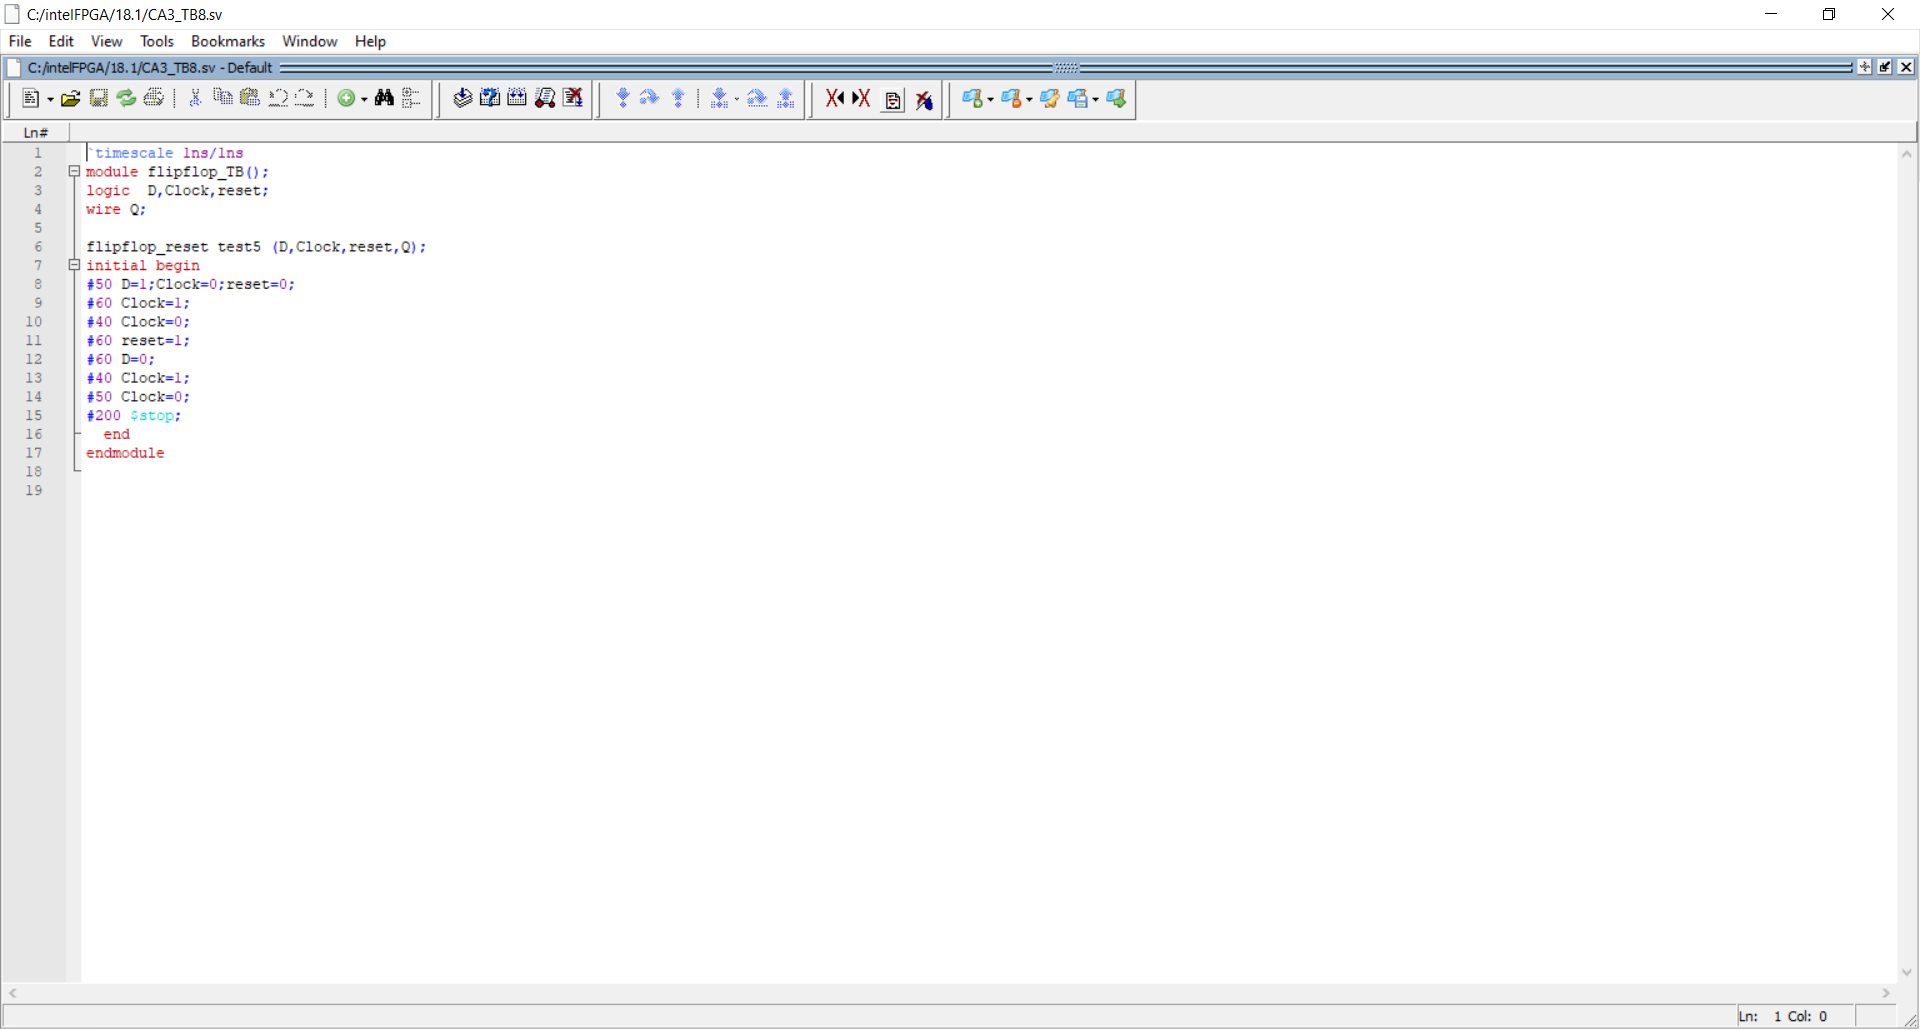 C:/intelFPGA/18.1/CA3_TB8.sv
File Edit View Tools Bookmarks Window Help
C:/intelFPGA/18.1/CA3_TB8.sv - Default
Ln#
1 `timescale 1ns/1ns
2 module flipflop_TB();
3 logic  D,Clock,reset;
4 wire Q;
5
6 flipflop_reset test5 (D,Clock,reset,Q);
7 initial begin
8 #50 D=1;Clock=0;reset=0;
9 #60 Clock=1;
10 #40 Clock=0;
11 #60 reset=1;
12 #60 D=0;
13 #40 Clock=1;
14 #50 Clock=0;
15 #200 $stop;
16   end
17 endmodule
18
19
Ln: 1 Col: 0